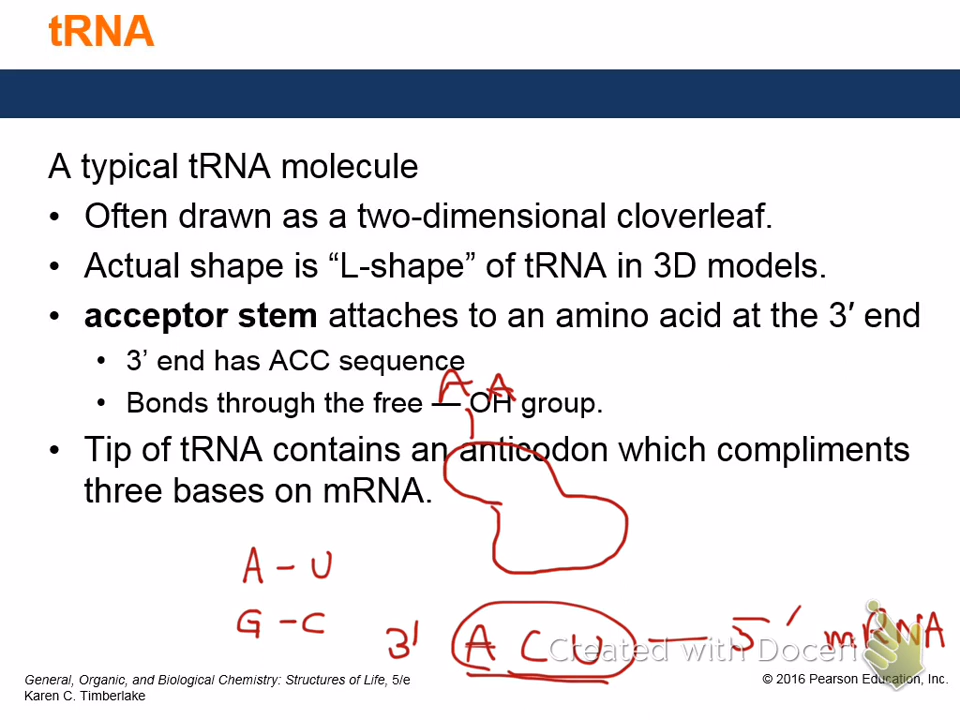 tRNA
A typical tRNA molecule
• Often drawn as a two-dimensional cloverleaf.
• Actual shape is “L-shape” of tRNA in 3D models.
• acceptor stem attaches to an amino acid at the 3′ end
• 3’ end has ACC sequence
• Bonds through the free — OH group.
AA
• Tip of tRNA contains an anticodon which compliments
three bases on mRNA.
A - U
G - C
3' A C U — 5' mRNA
Created with Doceri
General, Organic, and Biological Chemistry: Structures of Life, 5/e
Karen C. Timberlake
© 2016 Pearson Education, Inc.